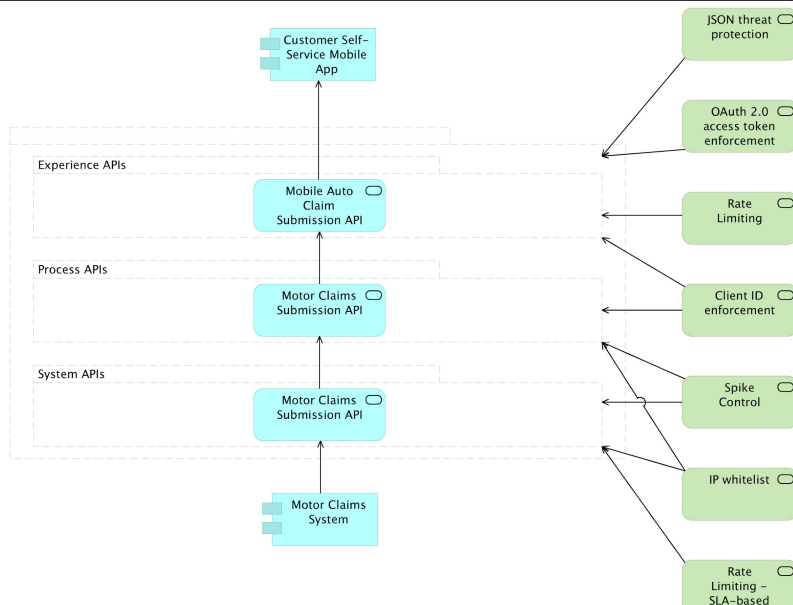 Customer Self-
Service Mobile
App
Experience APIs
Mobile Auto
Claim
Submission API
Process APIs
Motor Claims
Submission API
System APIs
Motor Claims
Submission API
Motor Claims
System
JSON threat
protection
OAuth 2.0
access token
enforcement
Rate
Limiting
Client ID
enforcement
Spike
Control
IP whitelist
Rate
Limiting -
SLA-based